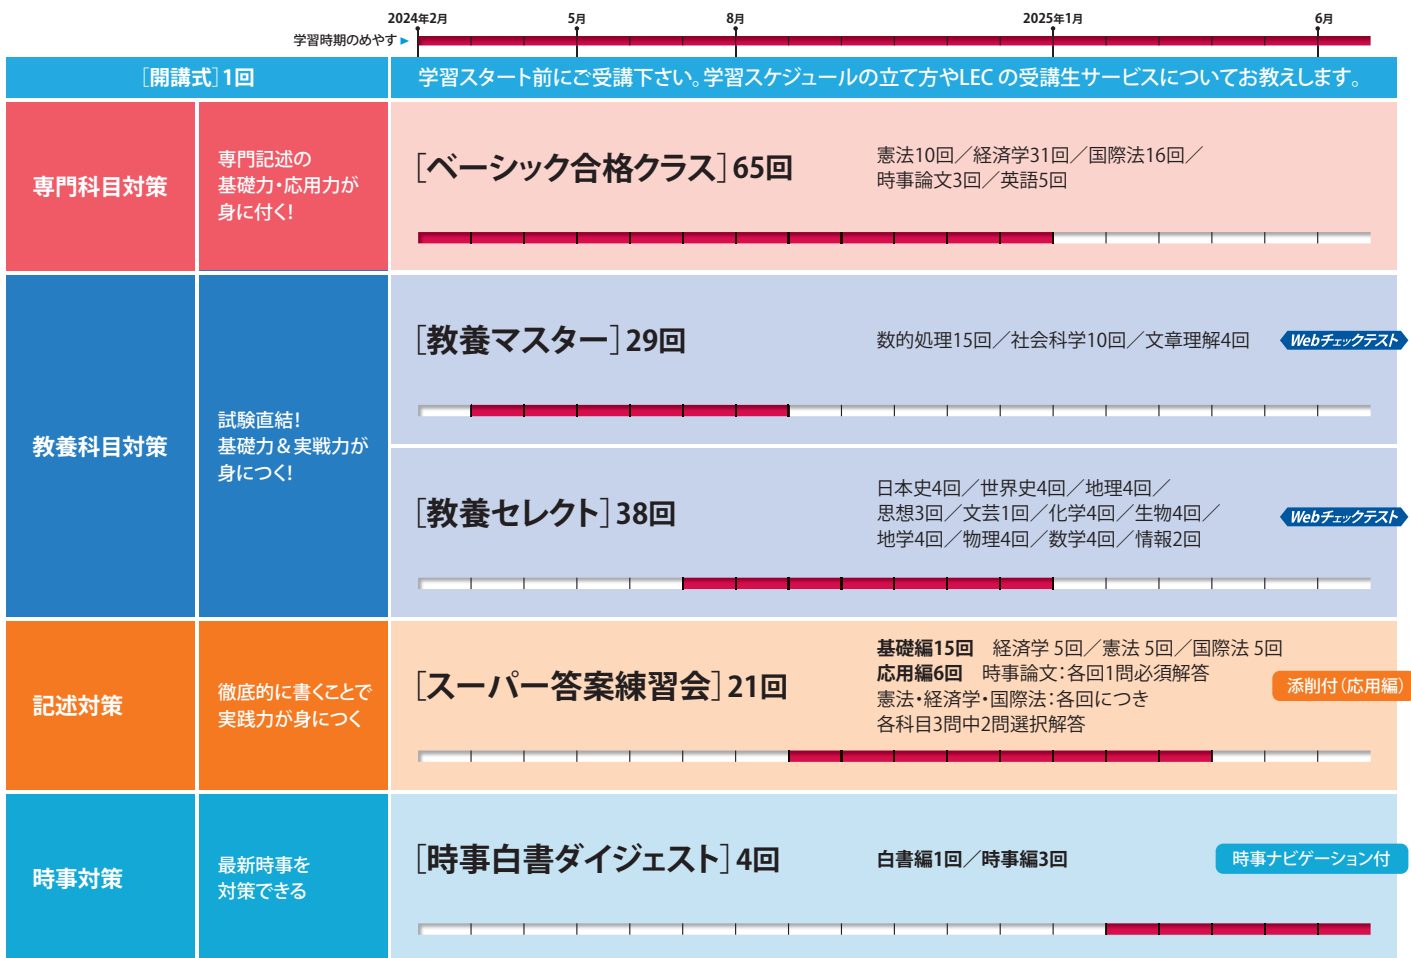 2024年2月 5月 8月 2025年1月 6月
学習時期のめやす ▶
［開講式］1回 学習スタート前にご受講下さい。学習スケジュールの立て方やLEC の受講生サービスについてお教えします。
専門科目対策
専門記述の
基礎力・応用力が
身に付く！
［ベーシック合格クラス］65回
憲法10回／経済学31回／国際法16回／
時事論文3回／英語5回
教養科目対策
試験直結！
基礎力＆実戦力が
身につく！
［教養マスター］29回
数的処理15回／社会科学10回／文章理解4回
Webチェックテスト
［教養セレクト］38回
日本史4回／世界史4回／地理4回／
思想3回／文芸1回／化学4回／生物4回／
地学4回／物理4回／数学4回／情報2回
Webチェックテスト
記述対策
徹底的に書くことで
実践力が身につく
［スーパー答案練習会］21回
基礎編15回　経済学 5回／憲法 5回／国際法 5回
応用編6回　時事論文：各回1問必須解答
憲法・経済学・国際法：各回につき
各科目3問中2問選択解答
添削付（応用編）
時事対策
最新時事を
対策できる
［時事白書ダイジェスト］4回
白書編1回／時事編3回
時事ナビゲーション付